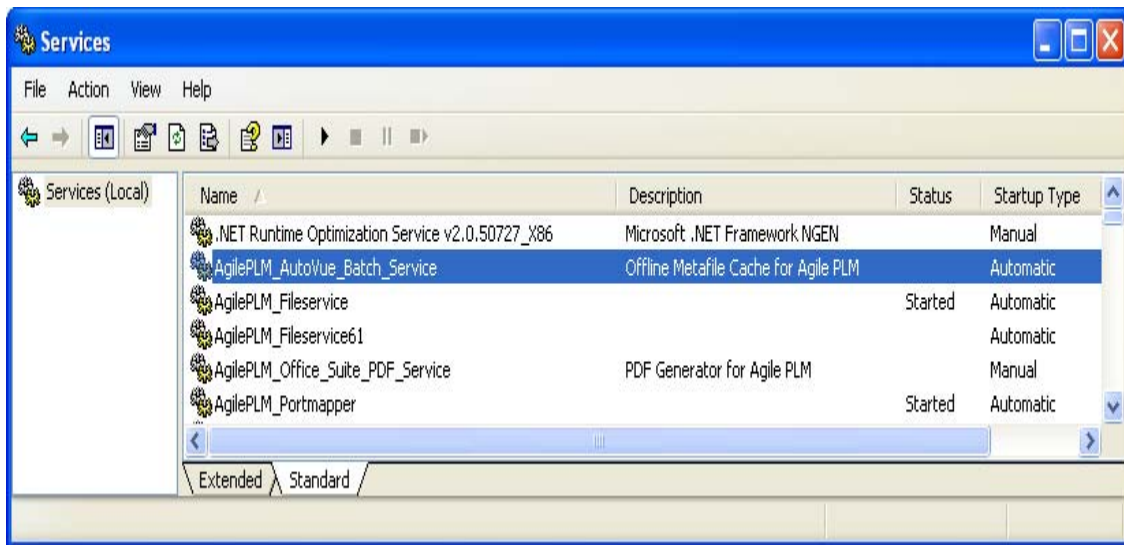 Services
File Action View Help
Services (Local)
Name Description Status Startup Type
.NET Runtime Optimization Service v2.0.50727_X86 Microsoft .NET Framework NGEN Manual
AgilePLM_AutoVue_Batch_Service Offline Metafile Cache for Agile PLM Automatic
AgilePLM_Fileservice Started Automatic
AgilePLM_Fileservice61 Automatic
AgilePLM_Office_Suite_PDF_Service PDF Generator for Agile PLM Manual
AgilePLM_Portmapper Started Automatic
Extended Standard